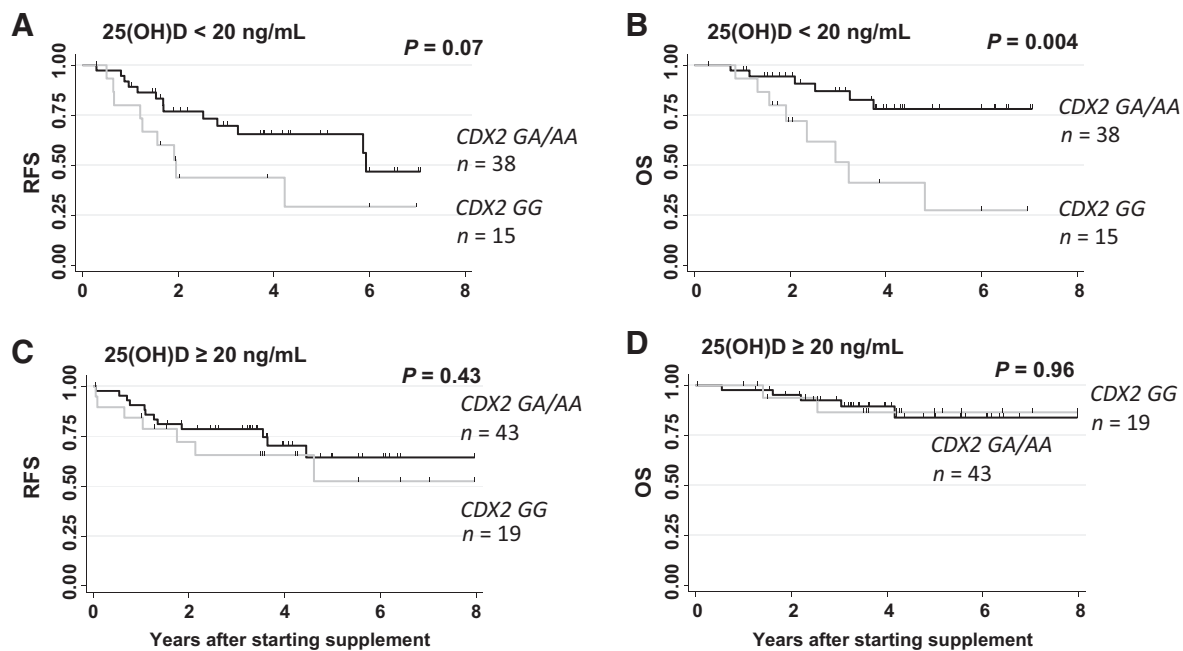 A
25(OH)D < 20 ng/mL
P = 0.07
RFS
1.00
0.75
0.50
0.25
0.00
CDX2 GA/AA
n = 38
CDX2 GG
n = 15
0 2 4 6 8
B
25(OH)D < 20 ng/mL
P = 0.004
OS
1.00
0.75
0.50
0.25
0.00
CDX2 GA/AA
n = 38
CDX2 GG
n = 15
0 2 4 6 8
C
25(OH)D ≥ 20 ng/mL
P = 0.43
RFS
1.00
0.75
0.50
0.25
0.00
CDX2 GA/AA
n = 43
CDX2 GG
n = 19
0 2 4 6 8
Years after starting supplement
D
25(OH)D ≥ 20 ng/mL
P = 0.96
OS
1.00
0.75
0.50
0.25
0.00
CDX2 GG
n = 19
CDX2 GA/AA
n = 43
0 2 4 6 8
Years after starting supplement